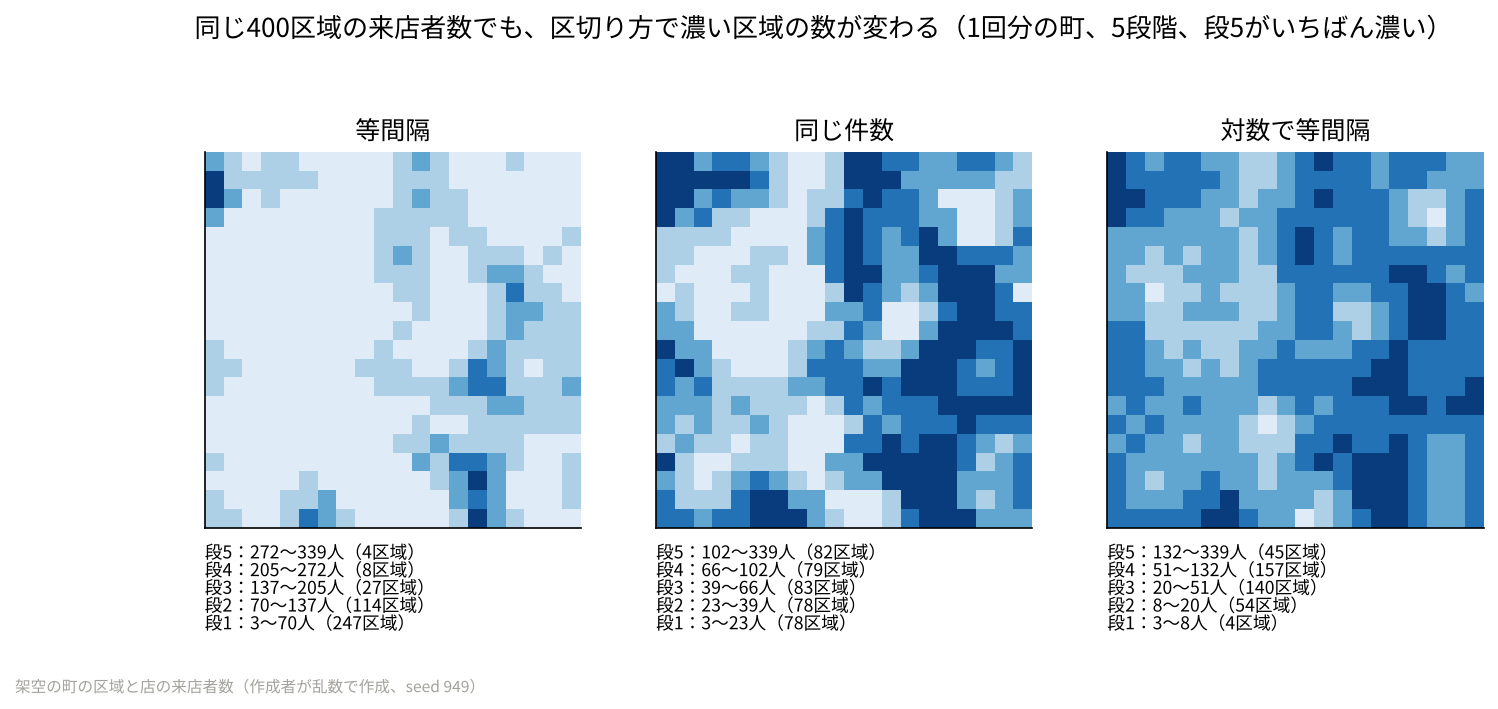 同じ400区域の来店者数でも、区切り方で濃い区域の数が変わる（1回分の町、5段階、段5がいちばん濃い）
等間隔
同じ件数
対数で等間隔
段5：272～339人（4区域）
段4：205～272人（8区域）
段3：137～205人（27区域）
段2：70～137人（114区域）
段1：3～70人（247区域）
段5：102～339人（82区域）
段4：66～102人（79区域）
段3：39～66人（83区域）
段2：23～39人（78区域）
段1：3～23人（78区域）
段5：132～339人（45区域）
段4：51～132人（157区域）
段3：20～51人（140区域）
段2：8～20人（54区域）
段1：3～8人（4区域）
架空の町の区域と店の来店者数（作成者が乱数で作成、seed 949）